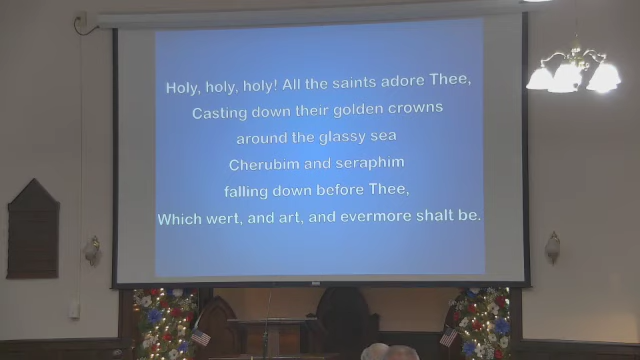 Holy, holy, holy! All the saints adore Thee,
Casting down their golden crowns
around the glassy sea
Cherubim and seraphim
falling down before Thee,
Which wert, and art, and evermore shalt be.